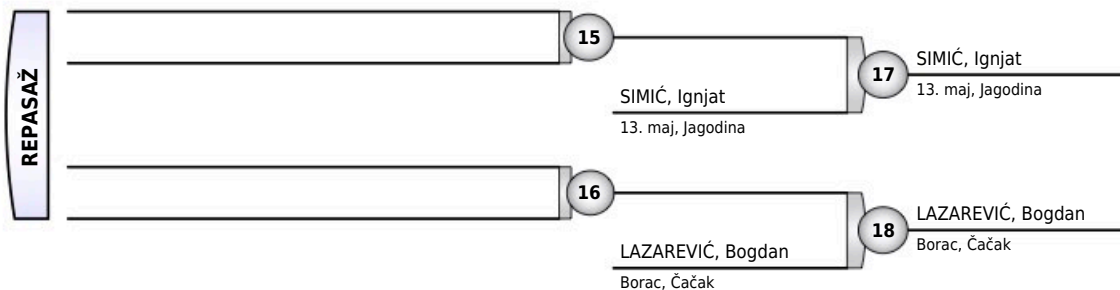 REPASAŽ
15
SIMIĆ, Ignjat
13. maj, Jagodina
17
SIMIĆ, Ignjat
13. maj, Jagodina
16
LAZAREVIĆ, Bogdan
Borac, Čačak
18
LAZAREVIĆ, Bogdan
Borac, Čačak